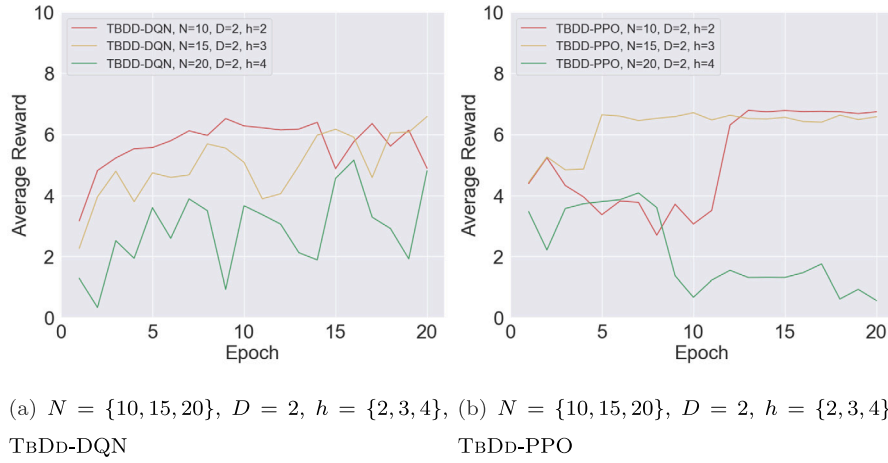 10
8
6
4
2
0
Average Reward
TBDD-DQN, N=10, D=2, h=2
TBDD-DQN, N=15, D=2, h=3
TBDD-DQN, N=20, D=2, h=4
0
5
10
15
20
Epoch
10
8
6
4
2
0
Average Reward
TBDD-PPO, N=10, D=2, h=2
TBDD-PPO, N=15, D=2, h=3
TBDD-PPO, N=20, D=2, h=4
0
5
10
15
20
Epoch
(a) N = {10, 15, 20}, D = 2, h = {2, 3, 4},
TBDD-DQN
(b) N = {10, 15, 20}, D = 2, h = {2, 3, 4}
TBDD-PPO